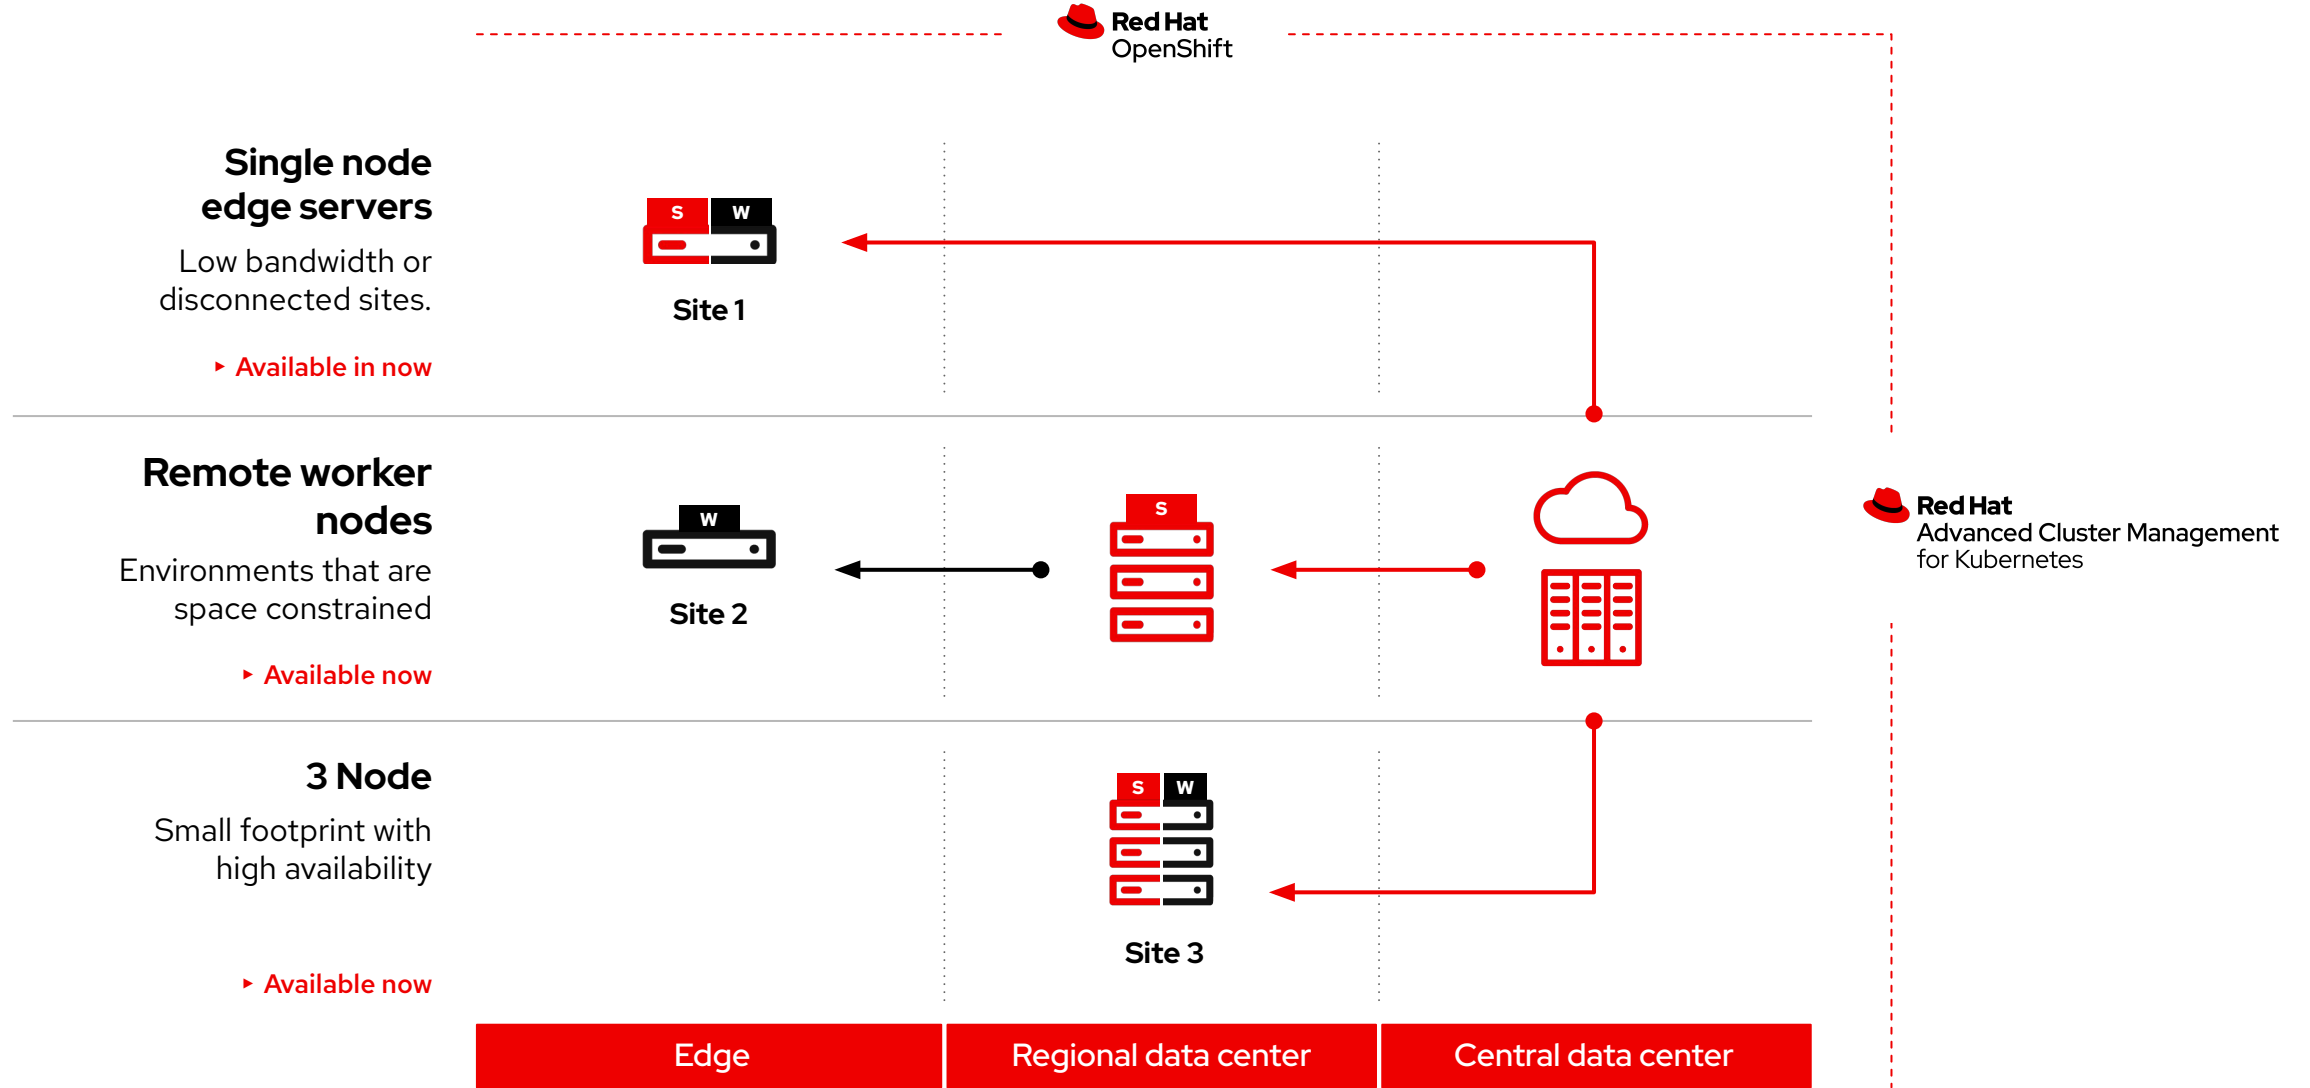 Red Hat
OpenShift
Single node
edge servers
Low bandwidth or
disconnected sites.
Available in now
S W
Site 1
Remote worker
nodes
Environments that are
space constrained
Available now
W
Site 2
S
Red Hat
Advanced Cluster Management
for Kubernetes
3 Node
Small footprint with
high availability
Available now
S W
Site 3
Edge
Regional data center
Central data center